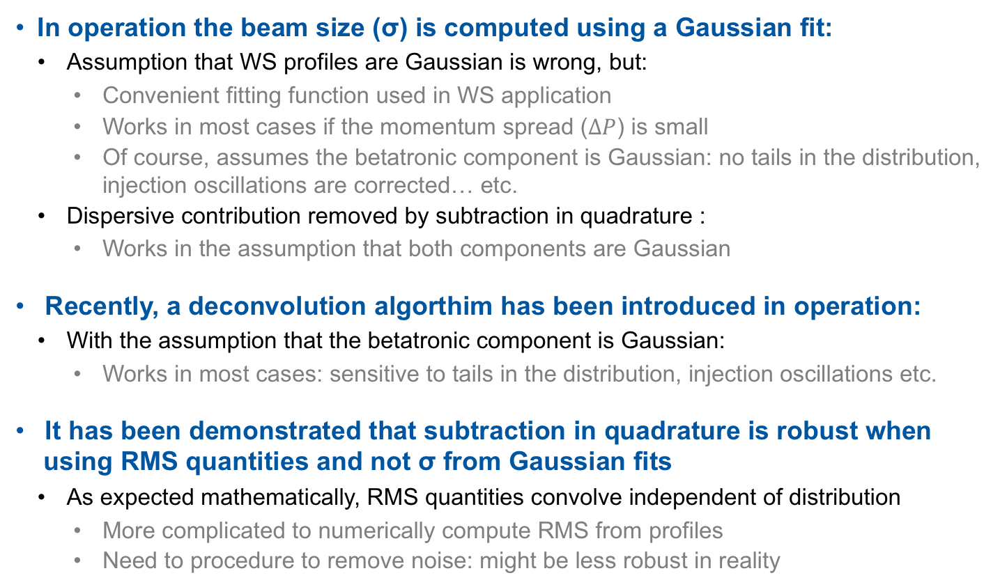 • In operation the beam size (σ) is computed using a Gaussian fit:
• Assumption that WS profiles are Gaussian is wrong, but:
• Convenient fitting function used in WS application
• Works in most cases if the momentum spread (Δ𝑃) is small
• Of course, assumes the betatronic component is Gaussian: no tails in the distribution,
injection oscillations are corrected… etc.
• Dispersive contribution removed by subtraction in quadrature :
• Works in the assumption that both components are Gaussian
• Recently, a deconvolution algorthim has been introduced in operation:
• With the assumption that the betatronic component is Gaussian:
• Works in most cases: sensitive to tails in the distribution, injection oscillations etc.
• It has been demonstrated that subtraction in quadrature is robust when
using RMS quantities and not σ from Gaussian fits
• As expected mathematically, RMS quantities convolve independent of distribution
• More complicated to numerically compute RMS from profiles
• Need to procedure to remove noise: might be less robust in reality